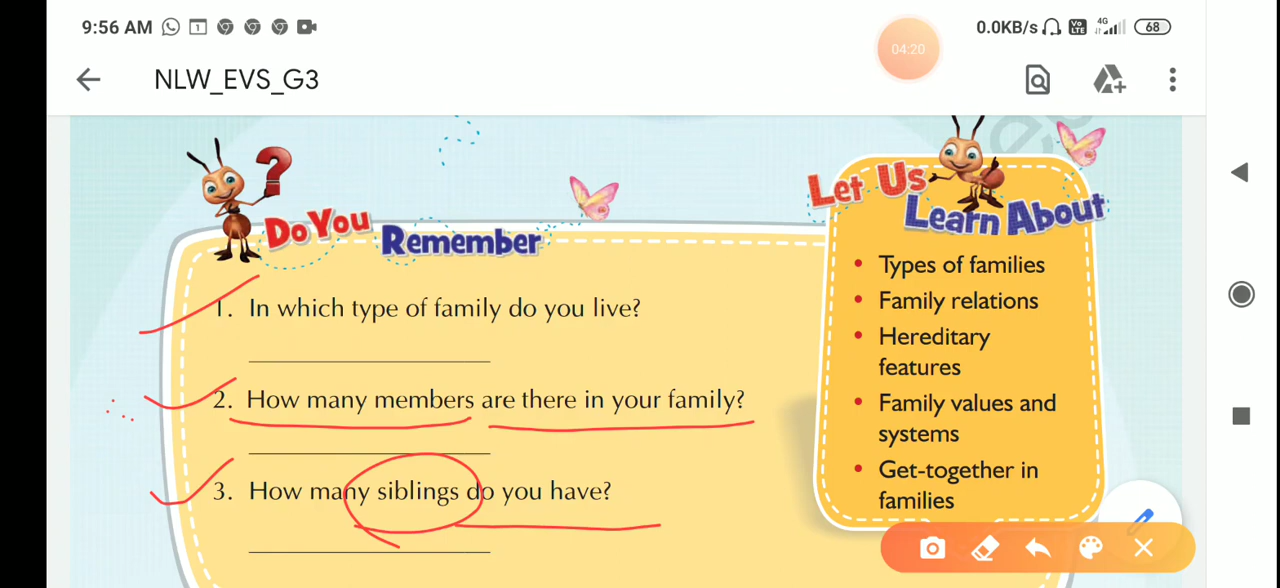 9:56 AM
1
04:20
0.0KB/s
Vo LTE
4G
68
NLW_EVS_G3
?
Do You Remember
1. In which type of family do you live?
2. How many members are there in your family?
3. How many siblings do you have?
Let Us
Learn About
• Types of families
• Family relations
• Hereditary
features
• Family values and
systems
• Get-together in
families